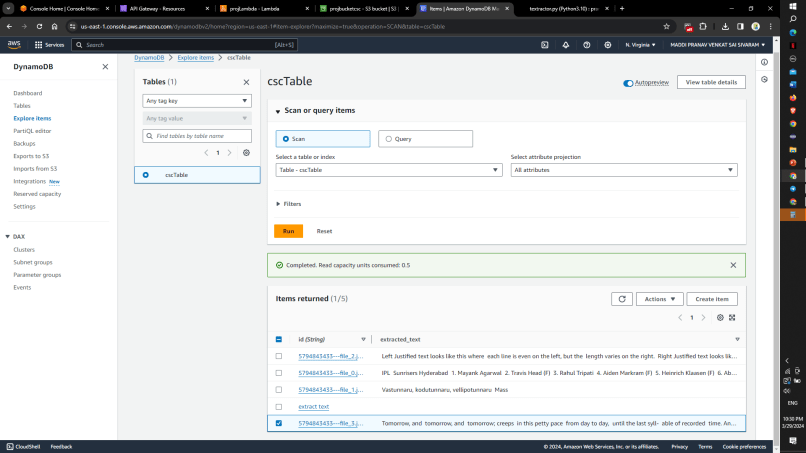 Console Home | Console Hom
API Gateway - Resources
projLambda - Lambda
projbucketcsc - S3 bucket | S3
Items | Amazon DynamoDB M
textractor.py (Python3.10) - pu
us-east-1.console.aws.amazon.com/dynamodbv2/home?region=us-east-1#item-explorer?maximize=true&operation=SCAN&table=cscTable
aws
Services
Search
[Alt+S]
N. Virginia
MADDI PRANAV VENKAT SAI SIVARAM
DynamoDB
Dashboard
Tables
Explore items
PartiQL editor
Backups
Exports to S3
Imports from S3
Integrations New
Reserved capacity
Settings
DAX
Clusters
Subnet groups
Parameter groups
Events
DynamoDB > Explore items > cscTable
Tables (1)
Any tag key
Any tag value
Find tables by table name
1
cscTable
cscTable
Autopreview
View table details
Scan or query items
Scan
Query
Select a table or index
Table - cscTable
Select attribute projection
All attributes
Filters
Run
Reset
Completed. Read capacity units consumed: 0.5
Items returned (1/5)
Actions
Create item
1
id (String)
extracted_text
5794843433---file_2.j...
Left Justified text looks like this where each line is even on the left, but the length varies on the right. Right Justified text looks lik...
5794843433---file_0.j...
IPL Sunrisers Hyderabad 1. Mayank Agarwal 2. Travis Head (F) 3. Rahul Tripati 4. Aiden Markram (F) 5. Heinrich Klaasen (F) 6. Ab...
5794843433---file_1.j...
Vastunnaru, kodutunnaru, vellipotunnaru Mass
extract text
5794843433---file_3.j...
Tomorrow, and tomorrow, and tomorrow; creeps in this petty pace from day to day, until the last syll- able of recorded time. An...
CloudShell
Feedback
© 2024, Amazon Web Services, Inc. or its affiliates.
Privacy
Terms
Cookie preferences
ENG
10:30 PM
3/29/2024